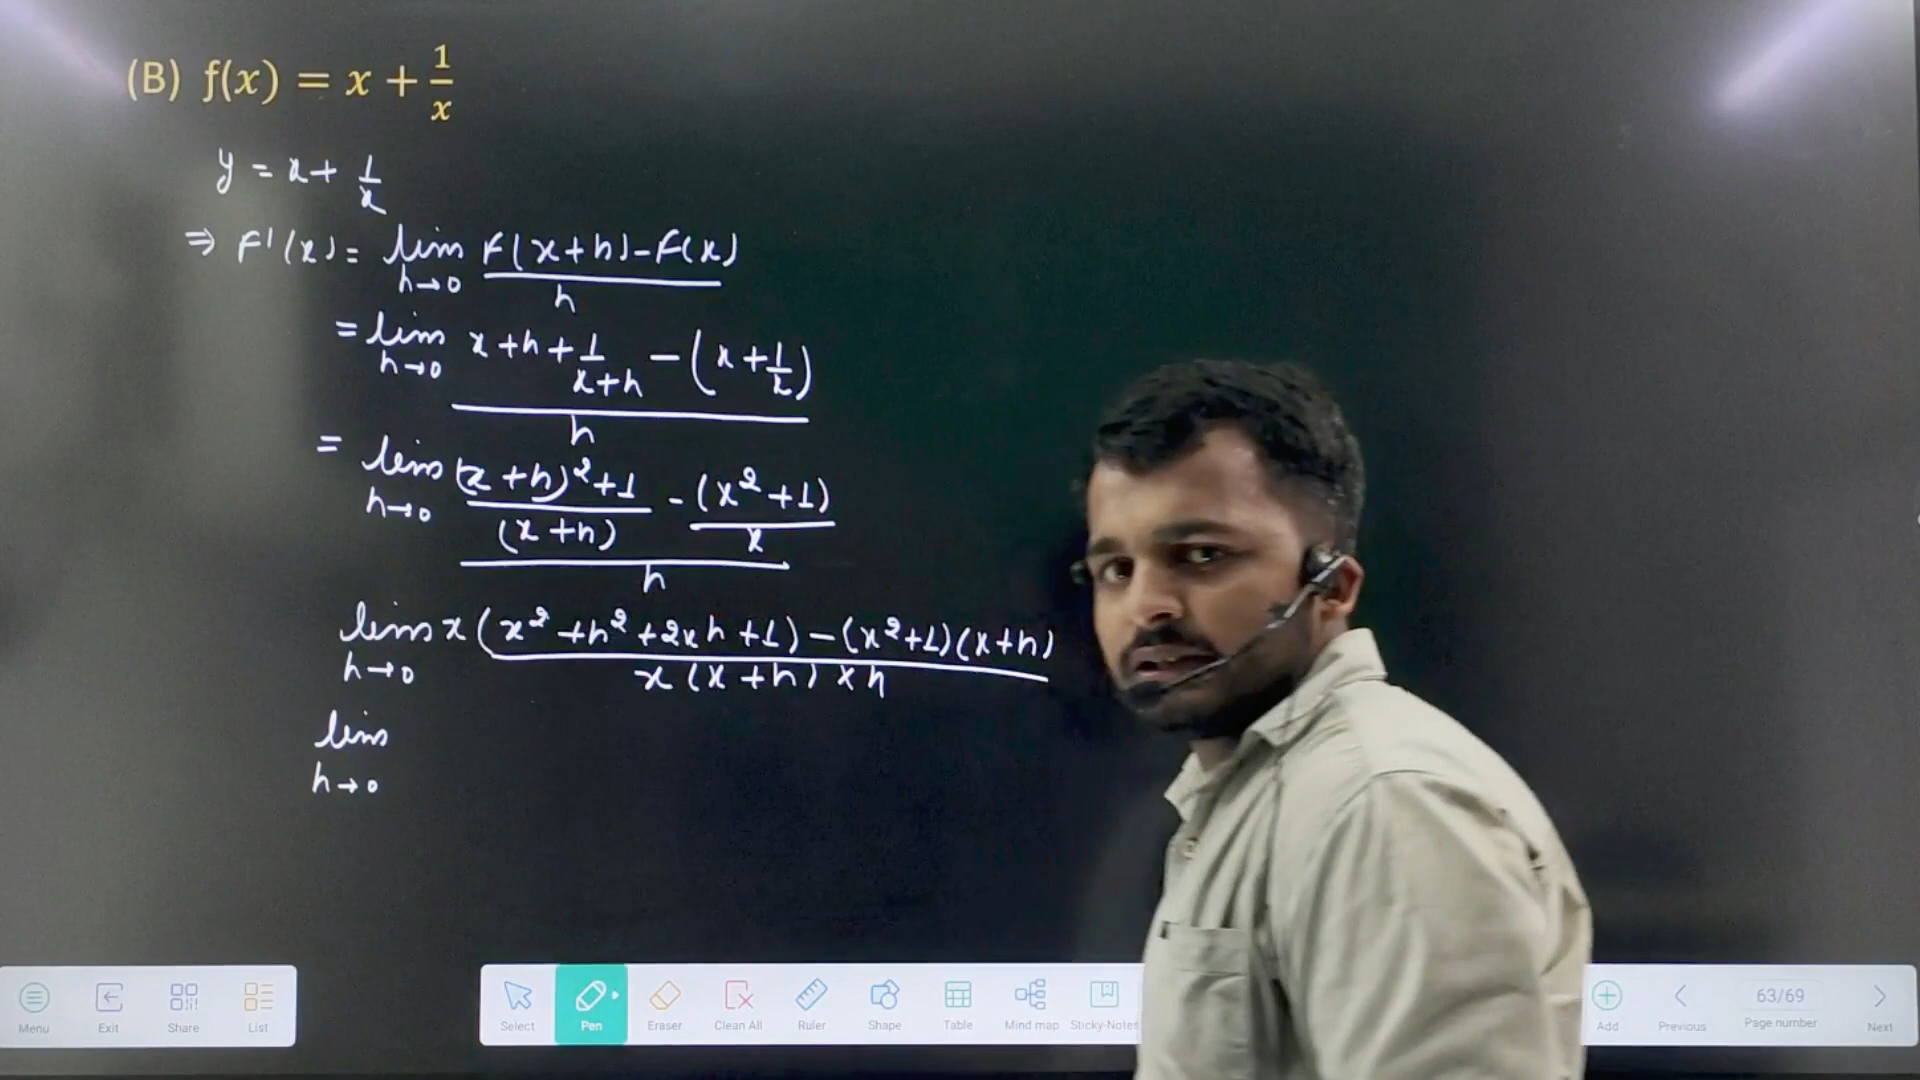 (B) f(x) = x + 1/x
y = x + 1/x
⇒ F'(x) = lim h→0 F(x+h) - F(x) / h
= lim h→0 x+h+1/x+h - (x+1/x) / h
= lim h→0 (x+h)²+1/(x+h) - (x²+1)/x / h
lim h→0 x(x²+h²+2xh+1) - (x²+1)(x+h) / x(x+h)×h
lim h→0
Menu Exit Share List Select Pen Eraser Clean All Ruler Shape Table Mind map Sticky-Notes Add Previous 63/69 Page number Next